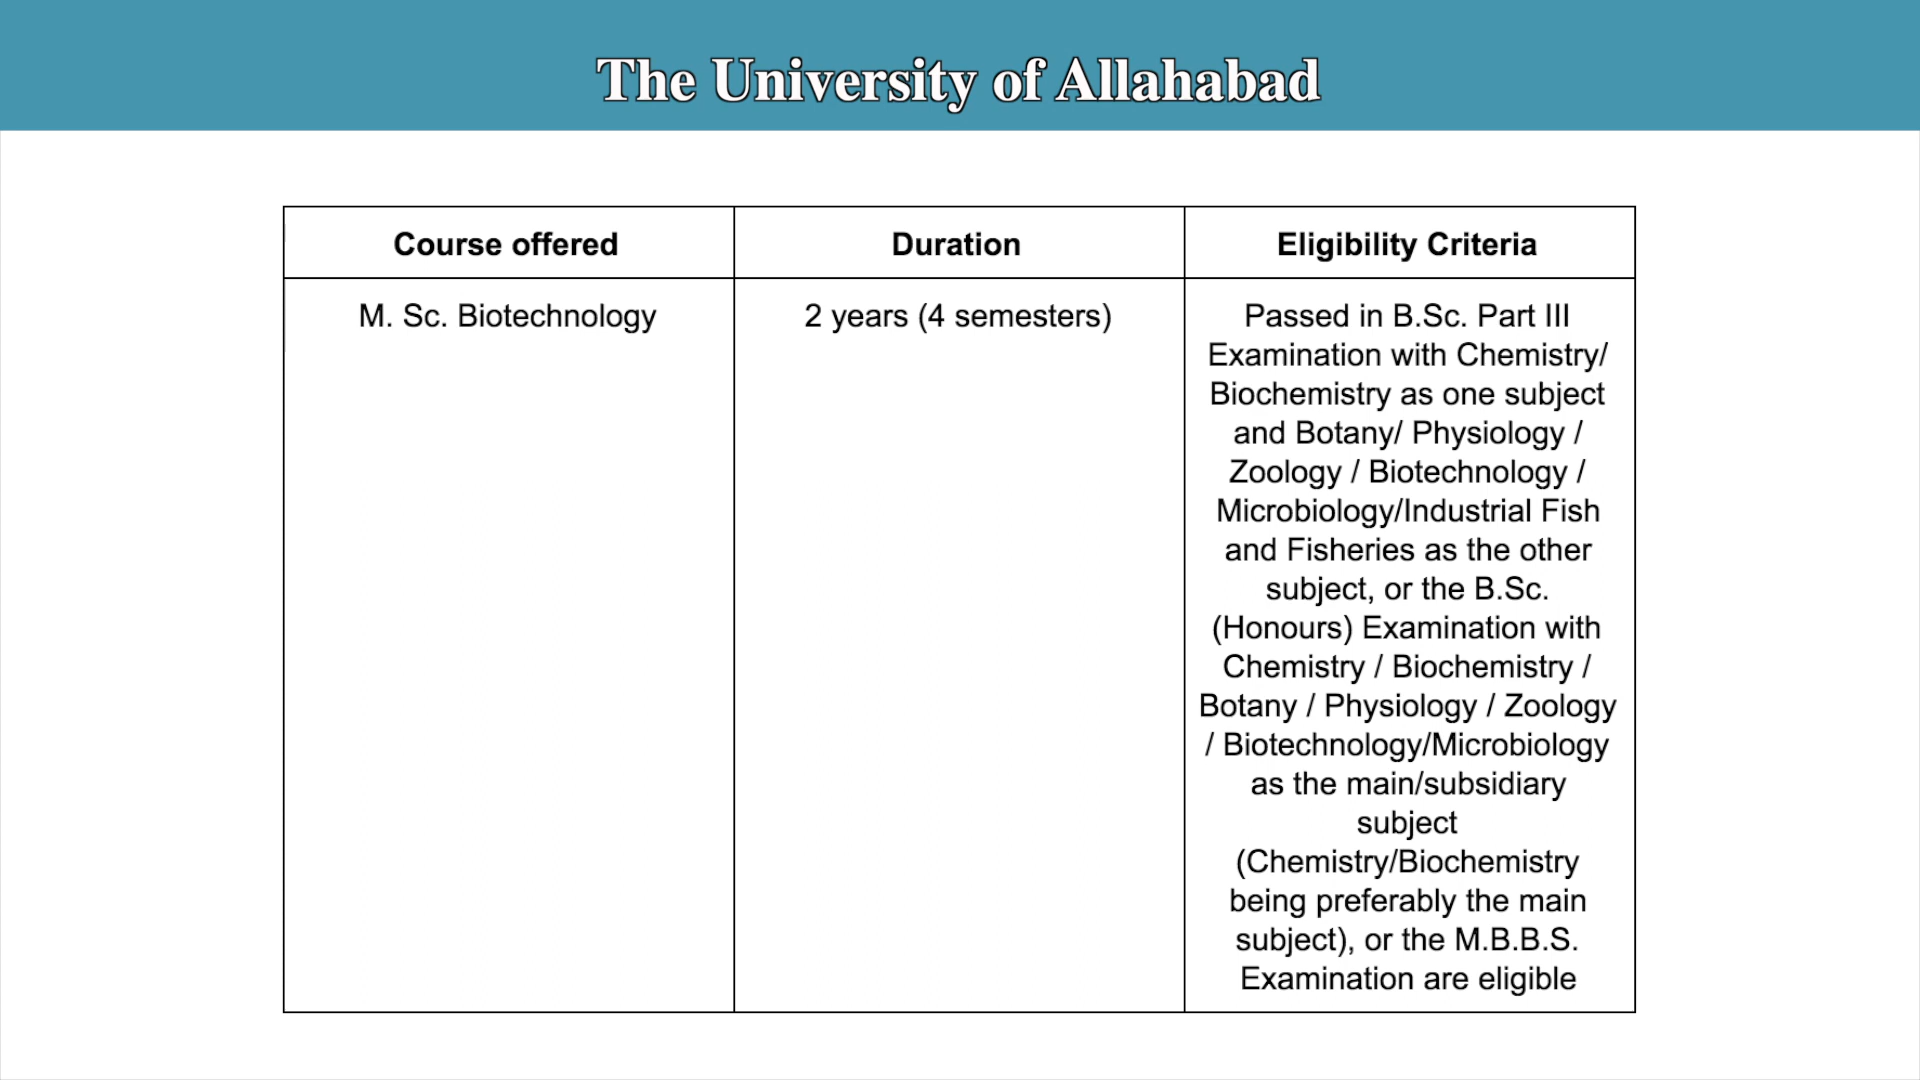 The University of Allahabad
Course offered
Duration
Eligibility Criteria
M. Sc. Biotechnology
2 years (4 semesters)
Passed in B.Sc. Part III
Examination with Chemistry/
Biochemistry as one subject
and Botany/ Physiology /
Zoology / Biotechnology /
Microbiology/Industrial Fish
and Fisheries as the other
subject, or the B.Sc.
(Honours) Examination with
Chemistry / Biochemistry /
Botany / Physiology / Zoology
/ Biotechnology/Microbiology
as the main/subsidiary
subject
(Chemistry/Biochemistry
being preferably the main
subject), or the M.B.B.S.
Examination are eligible